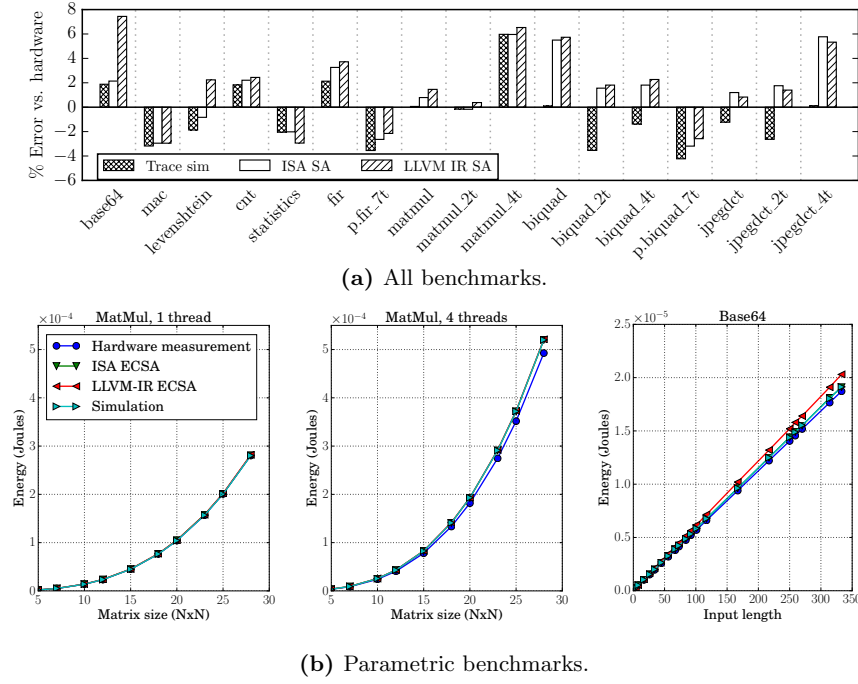 % Error vs. hardware
8
6
4
2
0
−2
−4
−6
Trace sim ISA SA LLVM IR SA
base64 mac levenshtein cnt statistics fir p.fir_7t matmul matmul_2t matmul_4t biquad biquad_2t biquad_4t p.biquad_7t jpegdct jpegdct_2t jpegdct_4t
(a) All benchmarks.
×10⁻⁴ MatMul, 1 thread
Energy (Joules)
5
4
3
2
1
0
Hardware measurement
ISA ECSA
LLVM-IR ECSA
Simulation
5 10 15 20 25 30
Matrix size (NxN)
×10⁻⁴ MatMul, 4 threads
Energy (Joules)
5
4
3
2
1
0
5 10 15 20 25 30
Matrix size (NxN)
×10⁻⁵ Base64
Energy (Joules)
2.5
2.0
1.5
1.0
0.5
0.0
0 50 100 150 200 250 300 350
Input length
(b) Parametric benchmarks.